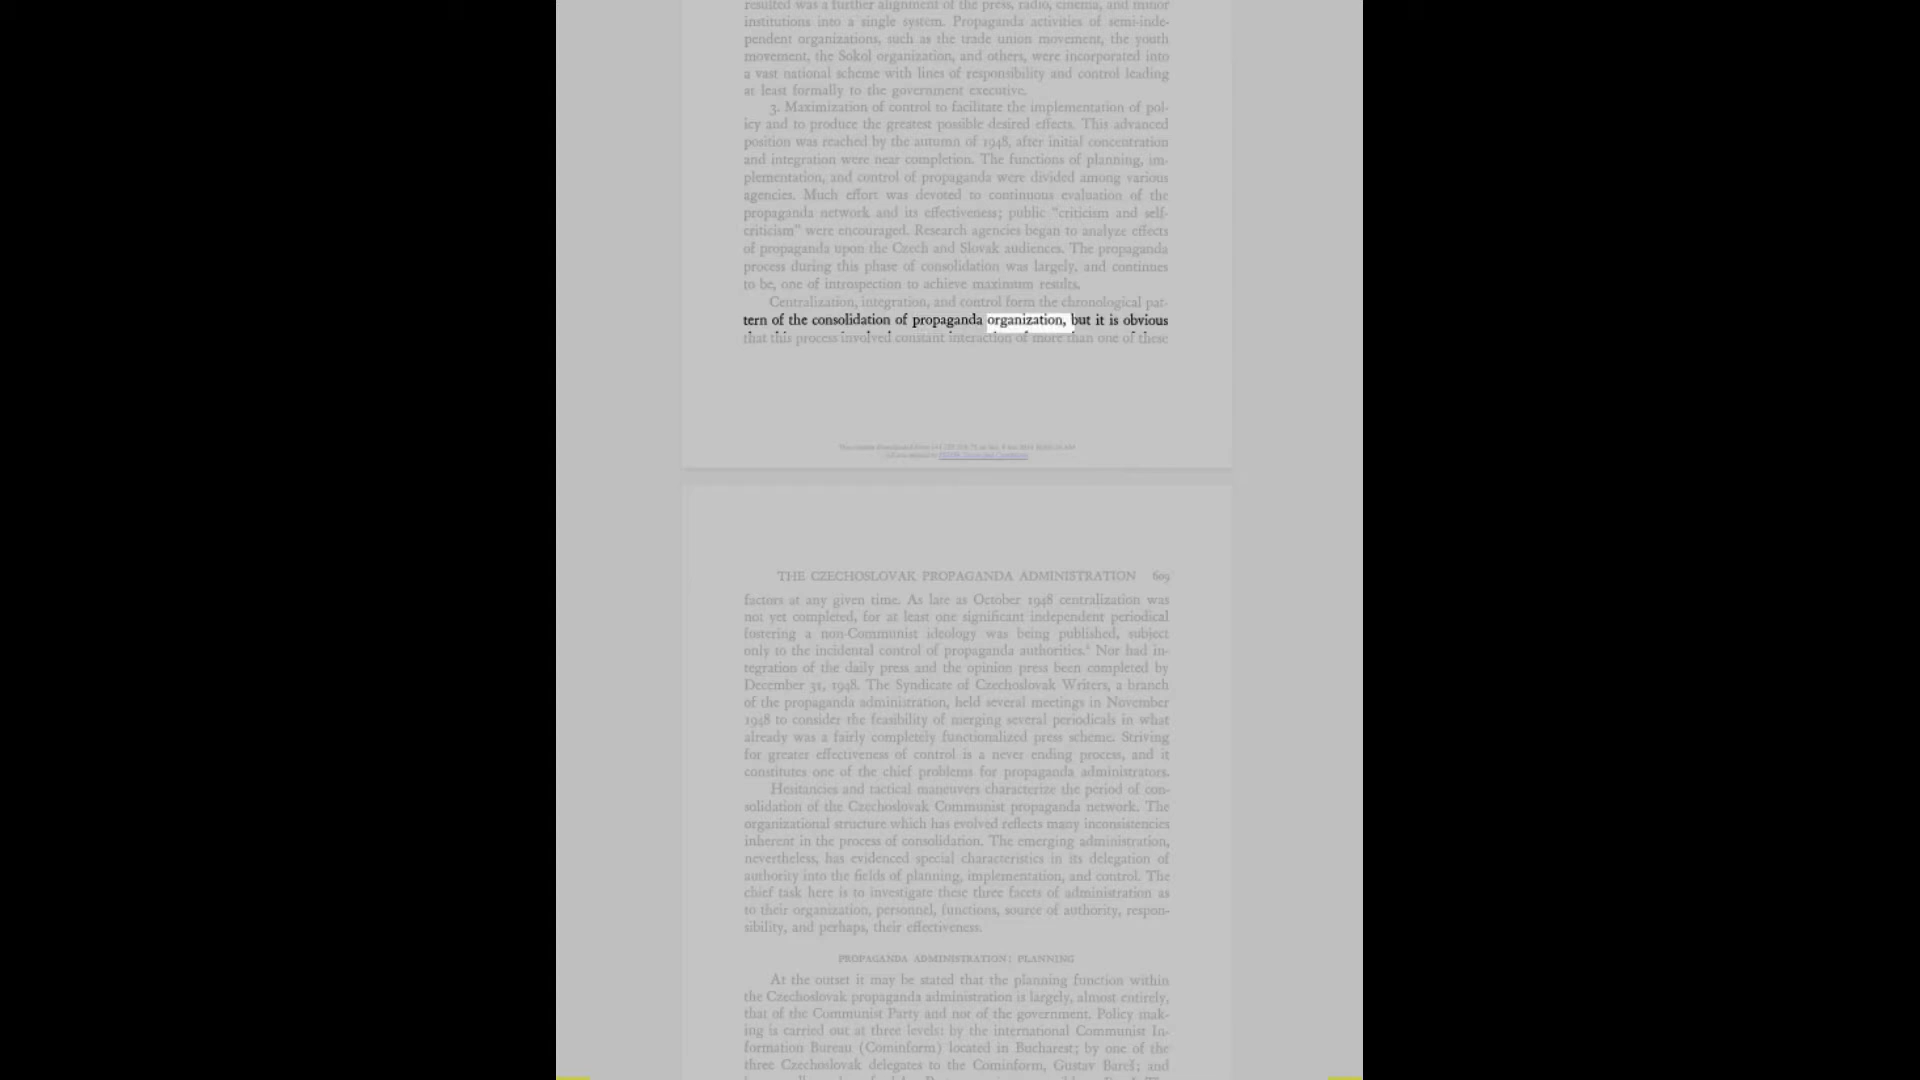 resulted was a further alignment of the press, radio, cinema, and minor
institutions into a single system. Propaganda activities of semi-inde-
pendent organizations, such as the trade union movement, the youth
movement, the Sokol organization, and others, were incorporated into
a vast national scheme with lines of responsibility and control leading
at least formally to the government executive.
3. Maximization of control to facilitate the implementation of pol-
icy and to produce the greatest possible desired effects. This advanced
position was reached by the autumn of 1948, after initial concentration
and integration were near completion. The functions of planning, im-
plementation, and control of propaganda were divided among various
agencies. Much effort was devoted to continuous evaluation of the
propaganda network and its effectiveness; public "criticism and self-
criticism" were encouraged. Research agencies began to analyze effects
of propaganda upon the Czech and Slovak audiences. The propaganda
process during this phase of consolidation was largely, and continues
to be, one of introspection to achieve maximum results.
Centralization, integration, and control form the chronological pat-
tern of the consolidation of propaganda organization, but it is obvious
that this process involved constant interaction of more than one of these
THE CZECHOSLOVAK PROPAGANDA ADMINISTRATION 609
factors at any given time. As late as October 1948 centralization was
not yet completed, for at least one significant independent periodical
fostering a non-Communist ideology was being published, subject
only to the incidental control of propaganda authorities. Nor had in-
tegration of the daily press and the opinion press been completed by
December 31, 1948. The Syndicate of Czechoslovak Writers, a branch
of the propaganda administration, held several meetings in November
1948 to consider the feasibility of merging several periodicals in what
already was a fairly completely functionalized press scheme. Striving
for greater effectiveness of control is a never ending process, and it
constitutes one of the chief problems for propaganda administrators.
Hesitancies and tactical maneuvers characterize the period of con-
solidation of the Czechoslovak Communist propaganda network. The
organizational structure which has evolved reflects many inconsistencies
inherent in the process of consolidation. The emerging administration,
nevertheless, has evidenced special characteristics in its delegation of
authority into the fields of planning, implementation, and control. The
chief task here is to investigate these three facets of administration as
to their organization, personnel, functions, source of authority, respon-
sibility, and perhaps, their effectiveness.
PROPAGANDA ADMINISTRATION: PLANNING
At the outset it may be stated that the planning function within
the Czechoslovak propaganda administration is largely, almost entirely,
that of the Communist Party and not of the government. Policy mak-
ing is carried out at three levels: by the international Communist In-
formation Bureau (Cominform) located in Bucharest; by one of the
three Czechoslovak delegates to the Cominform, Gustav Bareš; and